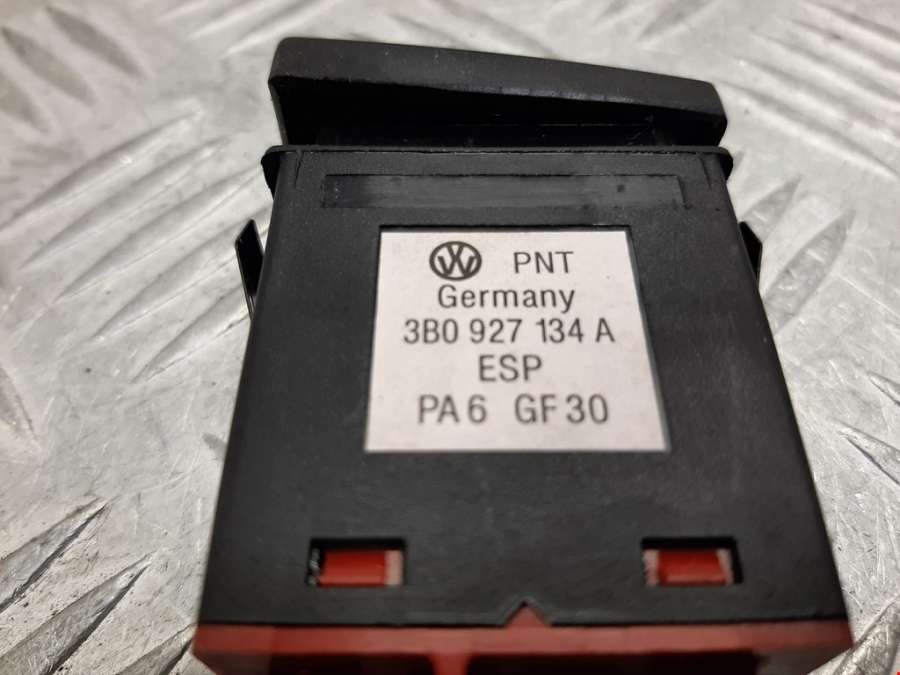 PNT
Germany
3B0 927 134 A
ESP
PA6 GF30